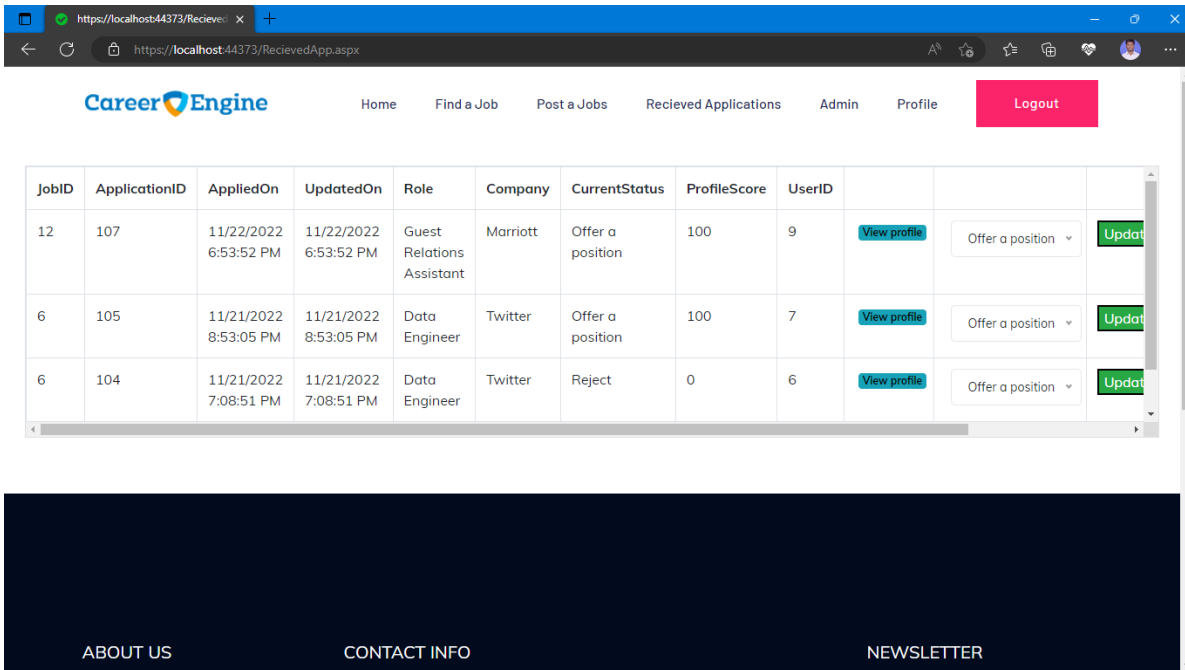 https://localhost:44373/Recieved
https://localhost:44373/RecievedApp.aspx
CareerEngine
Home Find a Job Post a Jobs Recieved Applications Admin Profile Logout
JobID ApplicationID AppliedOn UpdatedOn Role Company CurrentStatus ProfileScore UserID
12 107 11/22/2022 11/22/2022 Guest Marriott Offer a 100 9 View profile Offer a position Updat
6:53:52 PM 6:53:52 PM Relations position
Assistant
6 105 11/21/2022 11/21/2022 Data Twitter Offer a 100 7 View profile Offer a position Updat
8:53:05 PM 8:53:05 PM Engineer position
6 104 11/21/2022 11/21/2022 Data Twitter Reject 0 6 View profile Offer a position Updat
7:08:51 PM 7:08:51 PM Engineer
ABOUT US CONTACT INFO NEWSLETTER